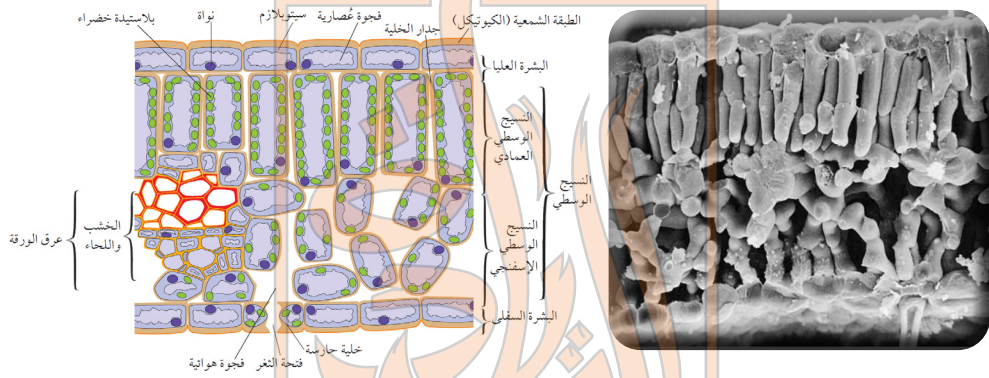 الطبقة الشمعية (الكيوتيكل)
جدار الخلية
فجوة عُصارية
سيتوبلازم
نواة
بلاستيدة خضراء
البشرة العليا
النسيج
الوسطي
العمادي
النسيج
الوسطي
النسيج
الوسطي
الإسفنجي
البشرة السفلى
الخشب
واللحاء
عرق الورقة
خلية حارسة
فتحة الثغر
فجوة هوائية